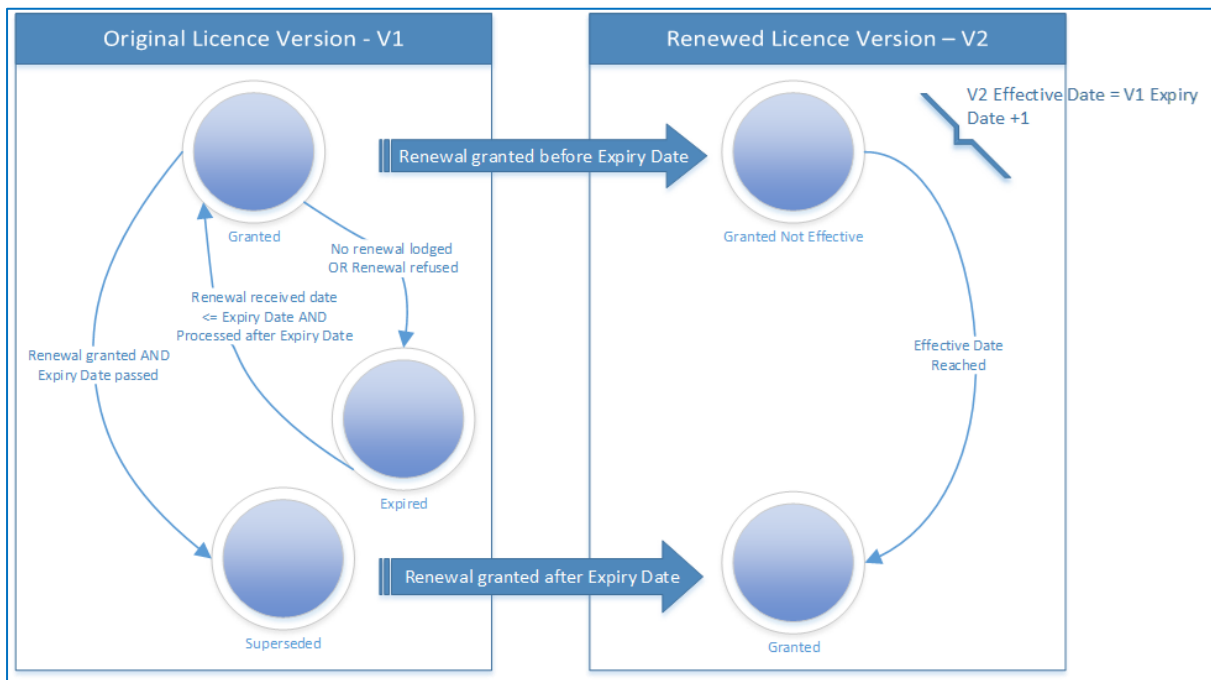 Original Licence Version - V1
Renewed Licence Version – V2
V2 Effective Date = V1 Expiry
Date +1
Renewal granted before Expiry Date
Granted
Granted Not Effective
No renewal lodged
OR Renewal refused
Renewal received date
<= Expiry Date AND
Processed after Expiry Date
Renewal granted AND
Expiry Date passed
Effective Date
Reached
Expired
Renewal granted after Expiry Date
Superseded
Granted